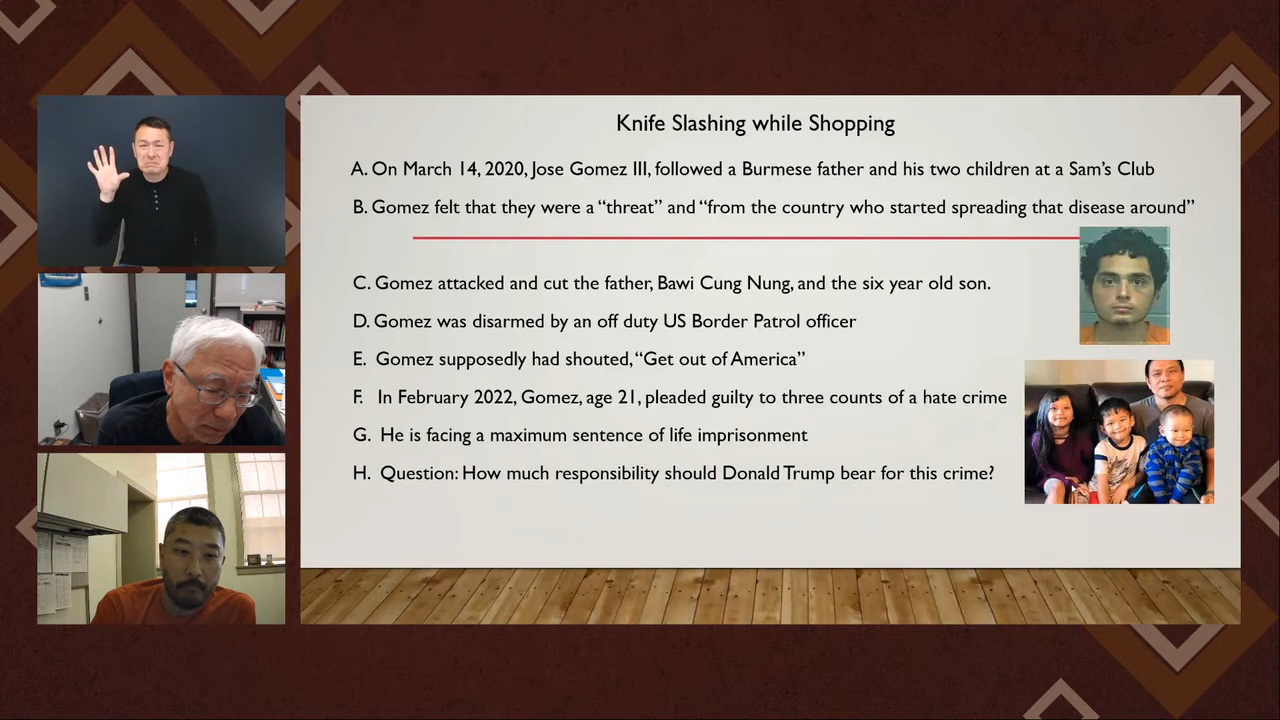 Knife Slashing while Shopping
A. On March 14, 2020, Jose Gomez III, followed a Burmese father and his two children at a Sam's Club
B. Gomez felt that they were a “threat” and “from the country who started spreading that disease around”
C. Gomez attacked and cut the father, Bawi Cung Nung, and the six year old son.
D. Gomez was disarmed by an off duty US Border Patrol officer
E. Gomez supposedly had shouted, “Get out of America”
F. In February 2022, Gomez, age 21, pleaded guilty to three counts of a hate crime
G. He is facing a maximum sentence of life imprisonment
H. Question: How much responsibility should Donald Trump bear for this crime?